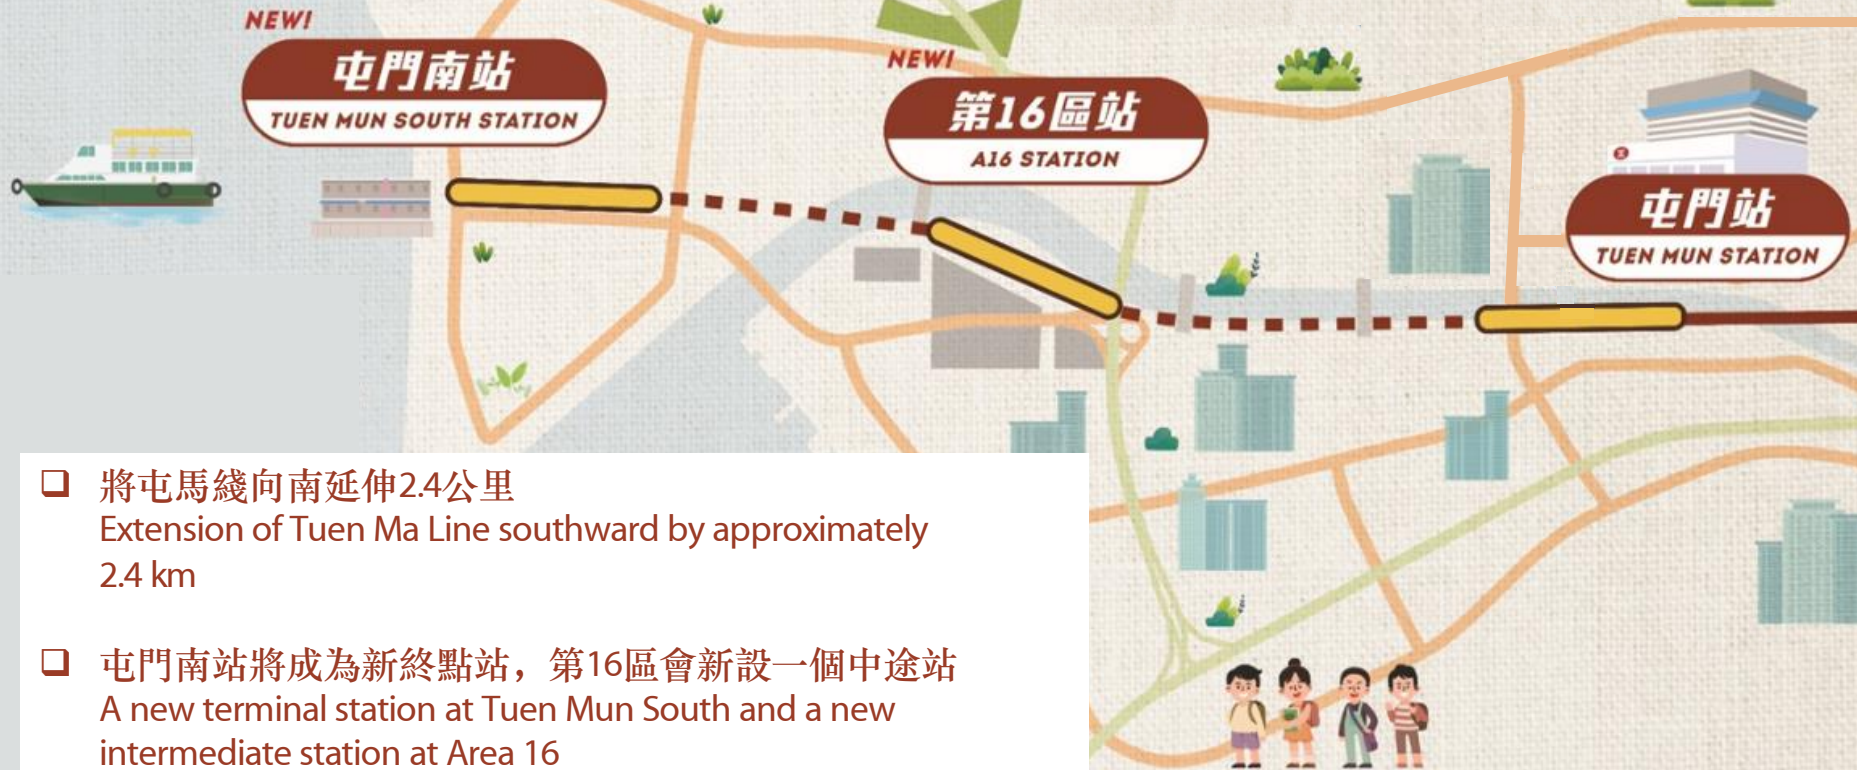 NEW!
屯門南站
TUEN MUN SOUTH STATION
NEW!
第16區站
A16 STATION
屯門站
TUEN MUN STATION
將屯馬綫向南延伸2.4公里
Extension of Tuen Ma Line southward by approximately
2.4 km
屯門南站將成為新終點站，第16區會新設一個中途站
A new terminal station at Tuen Mun South and a new
intermediate station at Area 16